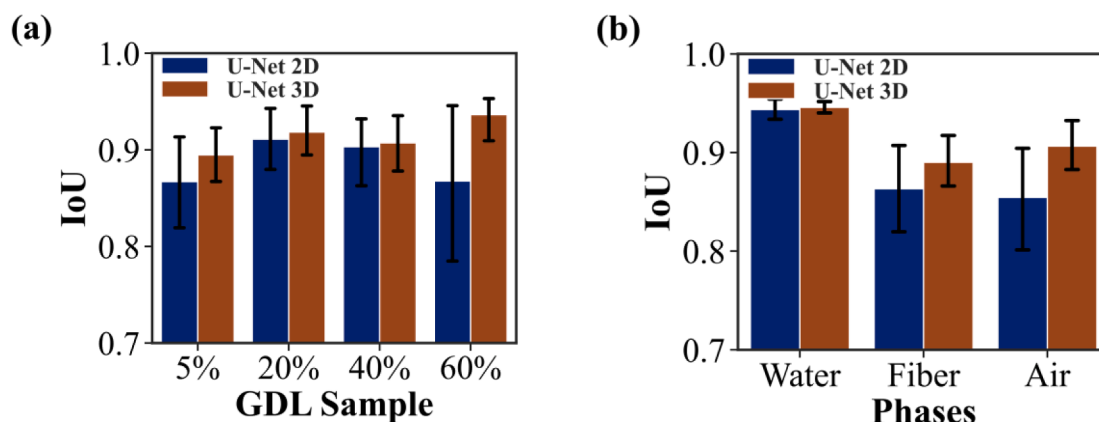 (a)
1.0
0.9
0.8
0.7
IoU
U-Net 2D
U-Net 3D
5% 20% 40% 60%
GDL Sample
(b)
1.0
0.9
0.8
0.7
IoU
U-Net 2D
U-Net 3D
Water Fiber Air
Phases